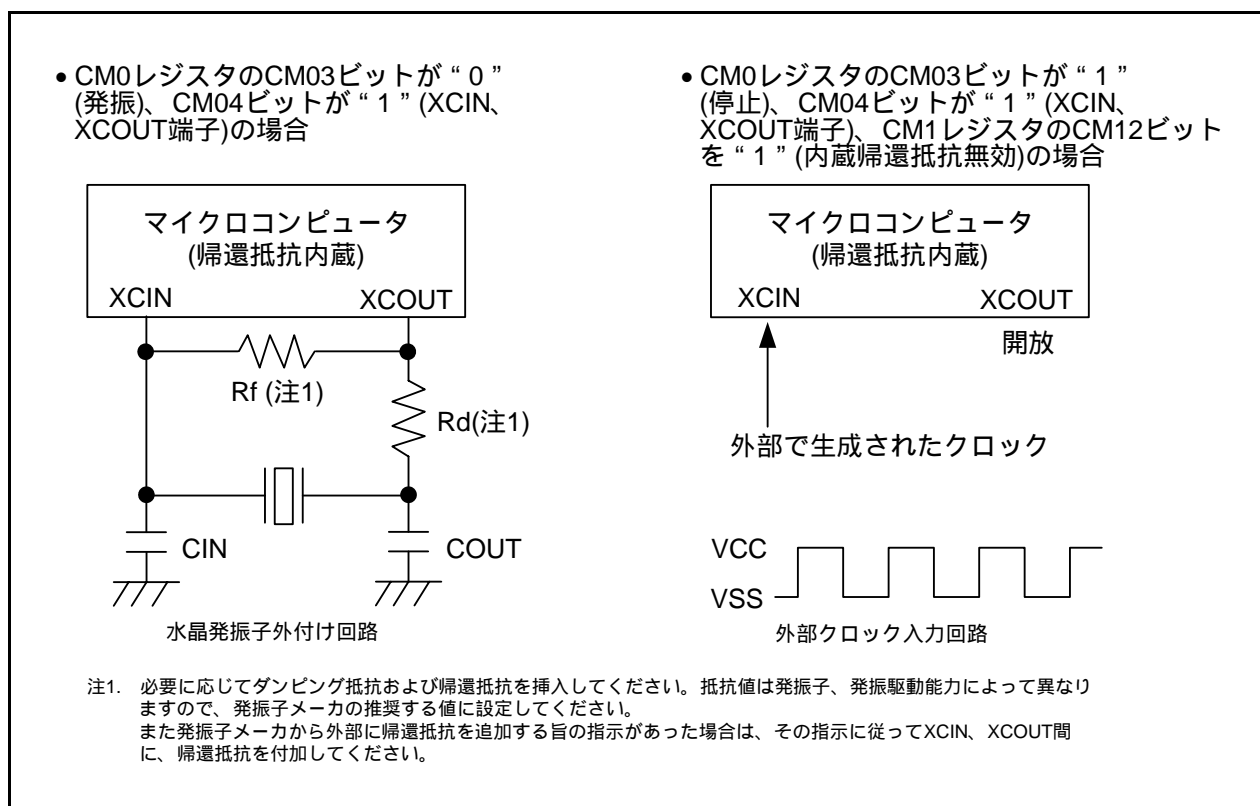 • CM0レジスタのCM03ビットが “ 0 ”
(発振)、CM04ビットが “ 1 ” (XCIN、
XCOUT端子)の場合
マイクロコンピュータ
(帰還抵抗内蔵)
XCIN XCOUT
Rf (注1)
Rd(注1)
CIN COUT
水晶発振子外付け回路
• CM0レジスタのCM03ビットが “ 1 ”
(停止)、CM04ビットが “ 1 ” (XCIN、
XCOUT端子)、CM1レジスタのCM12ビット
を “ 1 ” (内蔵帰還抵抗無効)の場合
マイクロコンピュータ
(帰還抵抗内蔵)
XCIN XCOUT
開放
外部で生成されたクロック
VCC
VSS
外部クロック入力回路
注1. 必要に応じてダンピング抵抗および帰還抵抗を挿入してください。抵抗値は発振子、発振駆動能力によって異なり
ますので、発振子メーカの推奨する値に設定してください。
また発振子メーカから外部に帰還抵抗を追加する旨の指示があった場合は、その指示に従ってXCIN、XCOUT間
に、帰還抵抗を付加してください。